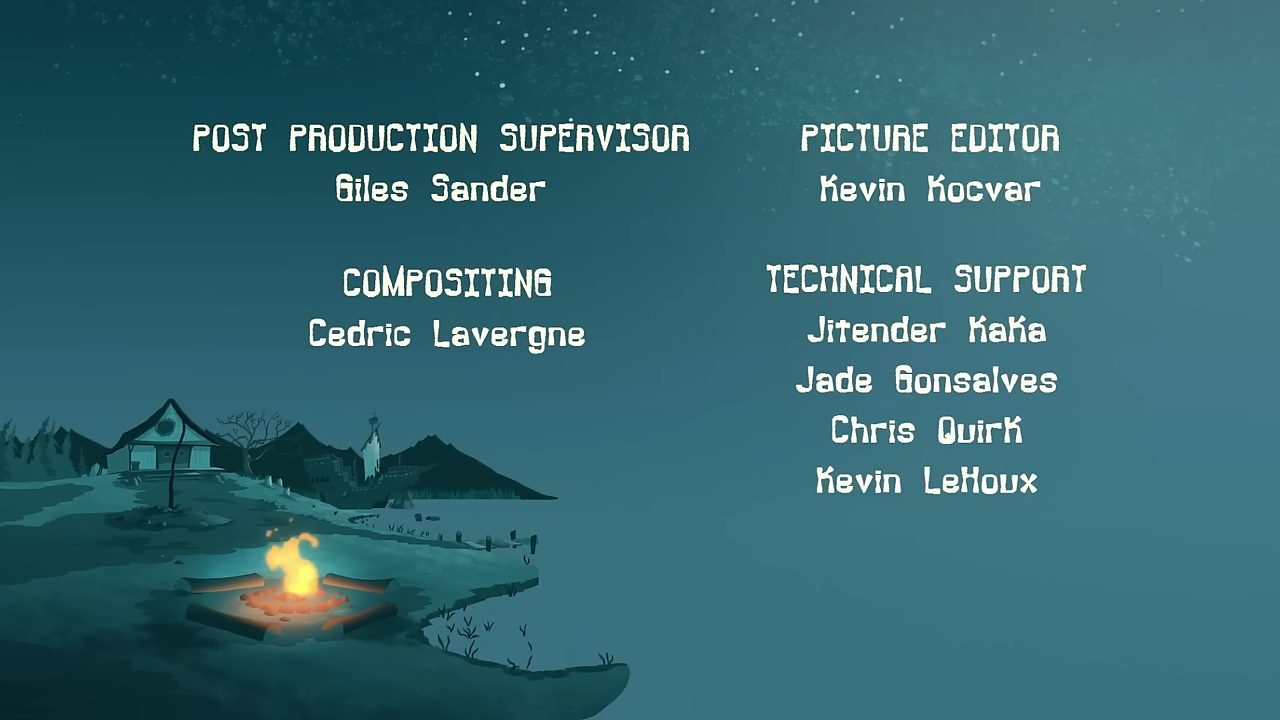 POST PRODUCTION SUPERVISOR
Giles Sander
COMPOSITING
Cedric Lavergne
PICTURE EDITOR
Kevin Kocvar
TECHNICAL SUPPORT
Jitender KaKa
Jade Gonsalves
Chris QuirK
Kevin LeHoux